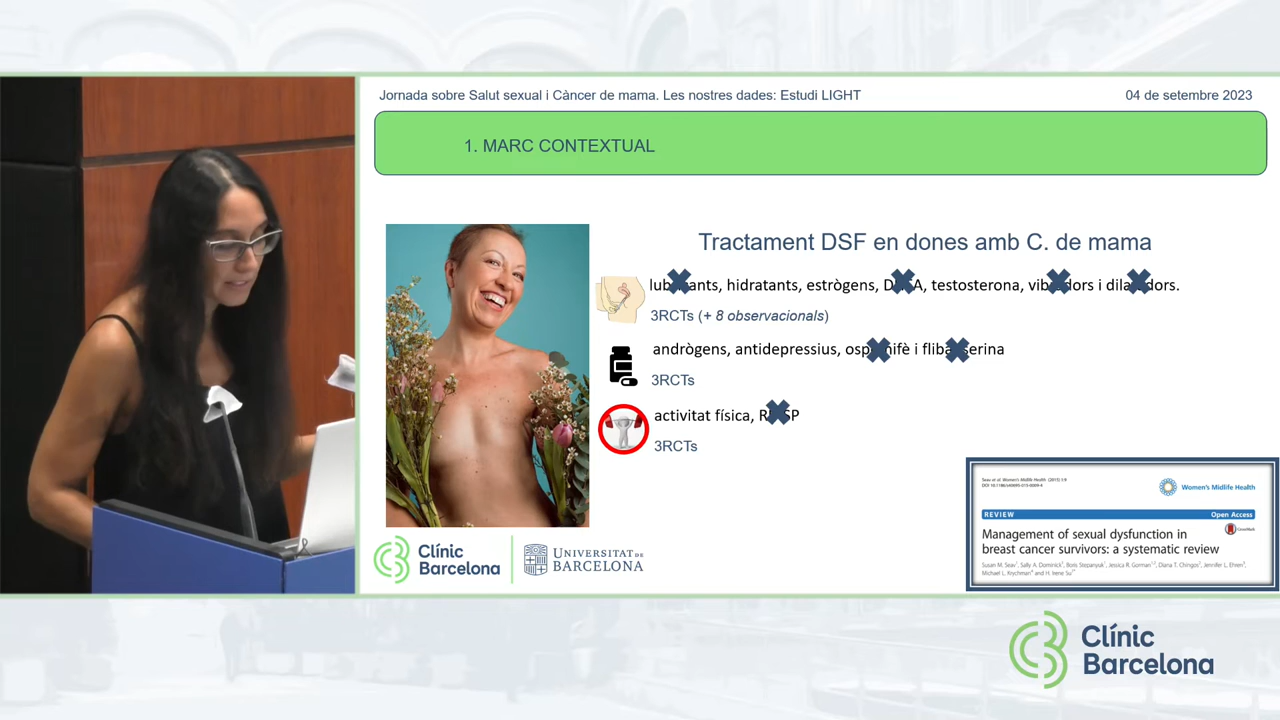 Jornada sobre Salut sexual i Càncer de mama. Les nostres dades: Estudi LIGHT
04 de setembre 2023
1. MARC CONTEXTUAL
Tractament DSF en dones amb C. de mama
hidratants, estrògens, testosterona, i
3RCTs (+ 8 observacionals)
andrògens, antidepressius, i
3RCTs
activitat física,
3RCTs
Women's Midlife Health
REVIEW
Open Access
Management of sexual dysfunction in
breast cancer survivors: a systematic review
Clínic
Barcelona
UNIVERSITAT DE
BARCELONA
Clínic
Barcelona